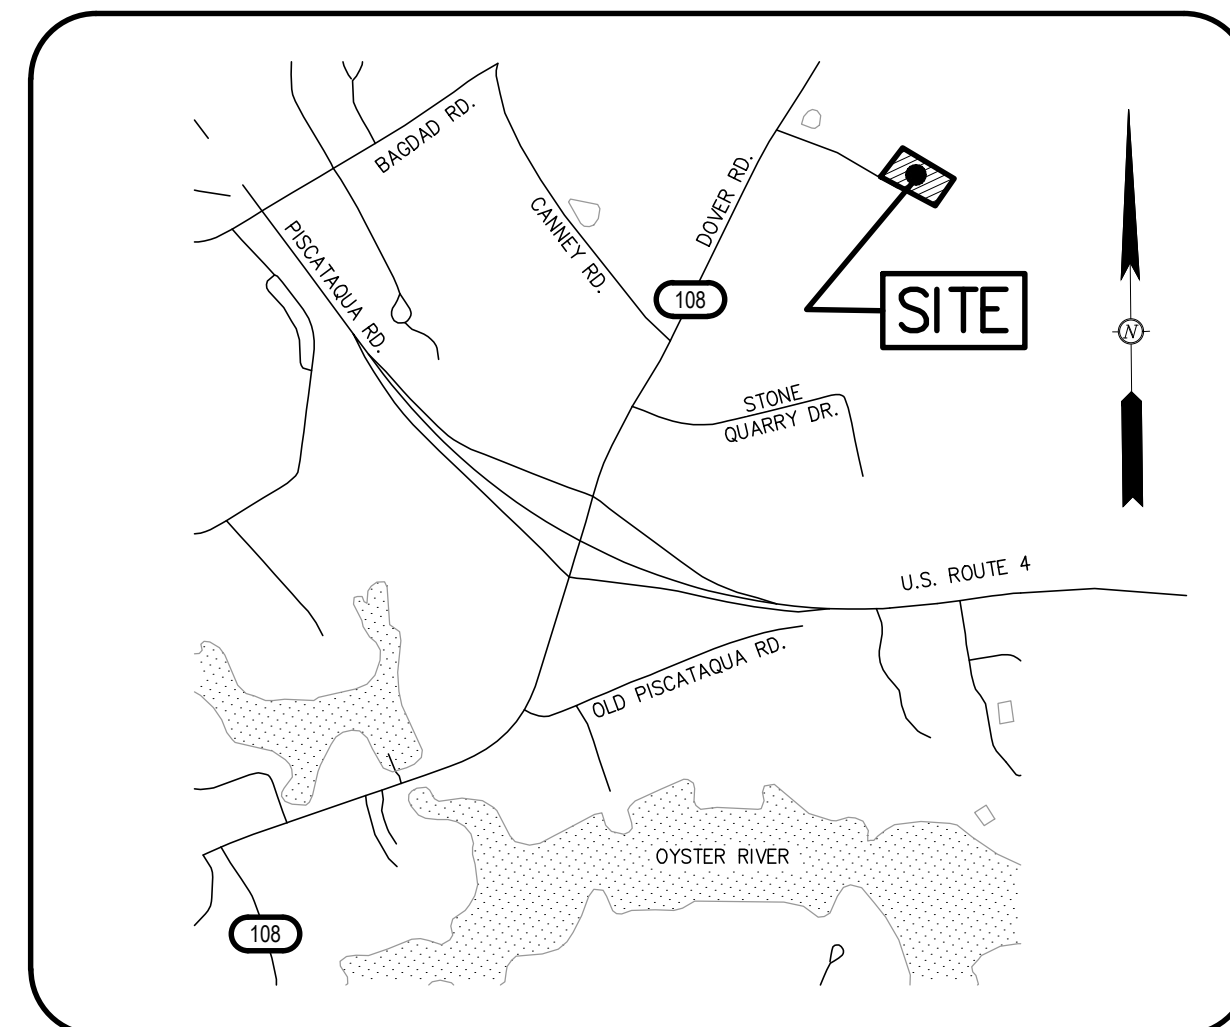 BAGDAD RD.
PISCATAQUA RD.
CANNEY RD.
DOVER RD.
108
SITE
N
STONE
QUARRY DR.
U.S. ROUTE 4
OLD PISCATAQUA RD.
OYSTER RIVER
108